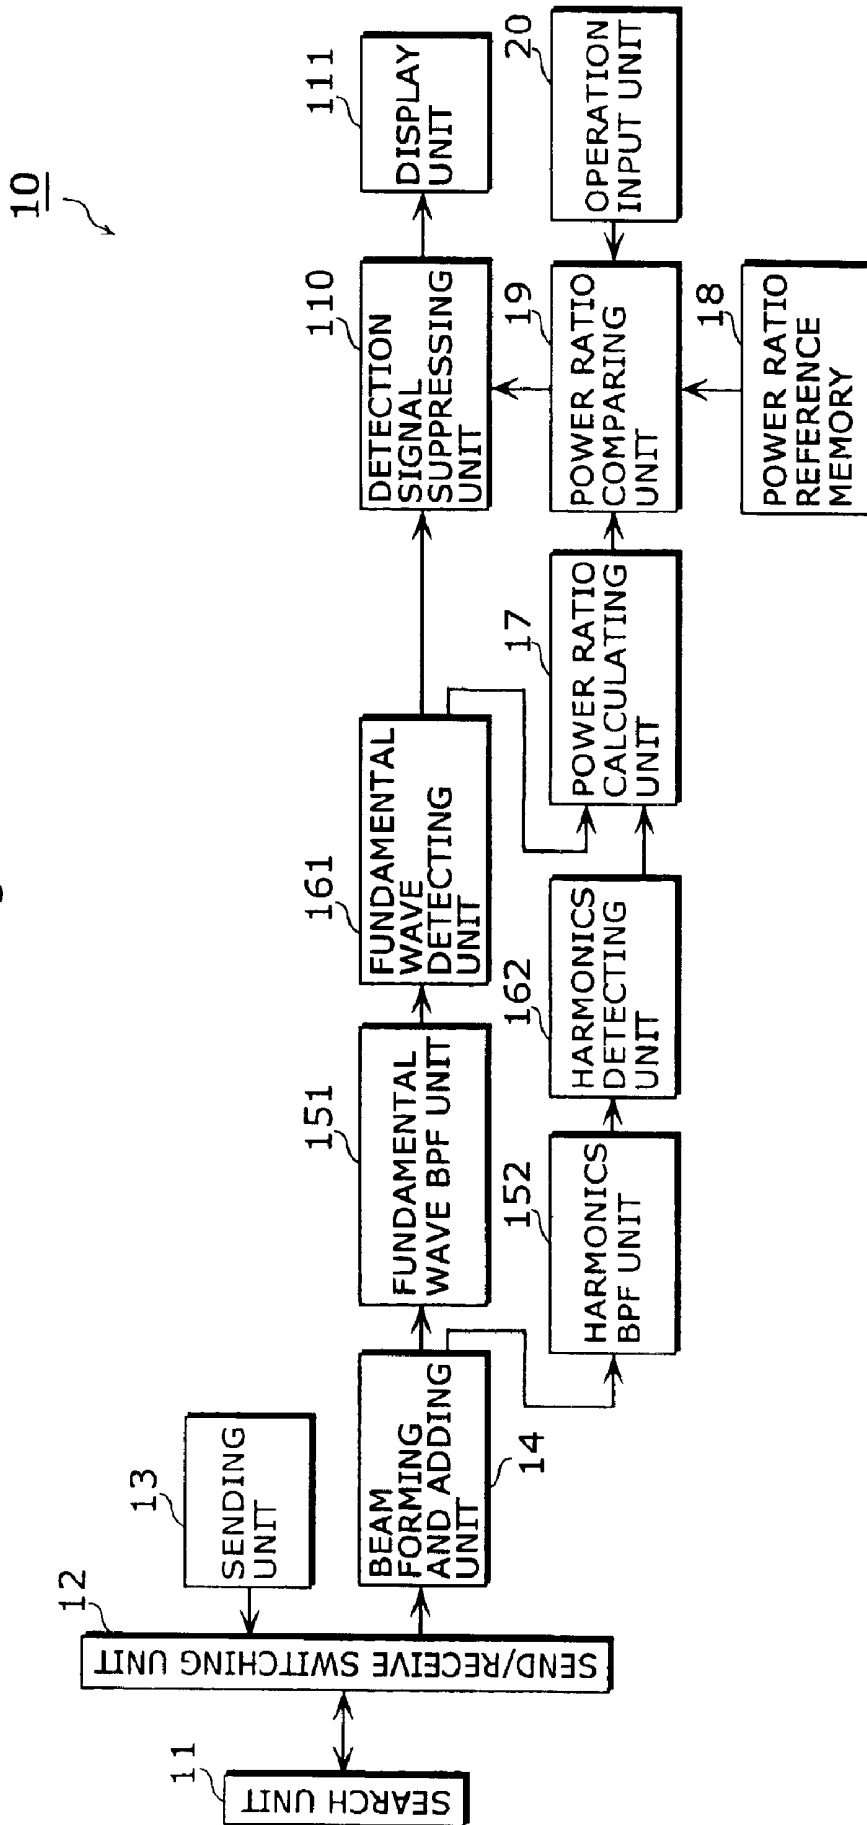 10
11
SEARCH UNIT
12
SEND/RECEIVE SWITCHING UNIT
13
SENDING
UNIT
BEAM
FORMING
AND ADDING
UNIT
14
151
FUNDAMENTAL
WAVE BPF UNIT
152
HARMONICS
BPF UNIT
161
FUNDAMENTAL
WAVE
DETECTING
UNIT
162
HARMONICS
DETECTING
UNIT
17
POWER RATIO
CALCULATING
UNIT
110
DETECTION
SIGNAL
SUPPRESSING
UNIT
19
POWER RATIO
COMPARING
UNIT
18
POWER RATIO
REFERENCE
MEMORY
111
DISPLAY
UNIT
20
OPERATION
INPUT UNIT